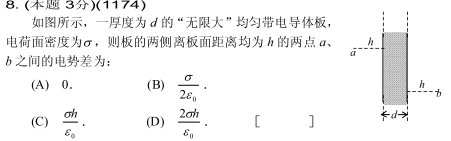 8. (本题 3分)(1174)
如图所示，一厚度为 d 的“无限大”均匀带电导体板，
电荷面密度为σ，则板的两侧离板面距离均为 h 的两点 a、
b 之间的电势差为：
(A) 0. (B) σ/2ε₀ .
(C) σh/ε₀ . (D) 2σh/ε₀ . [ ]
h
a
h
b
d